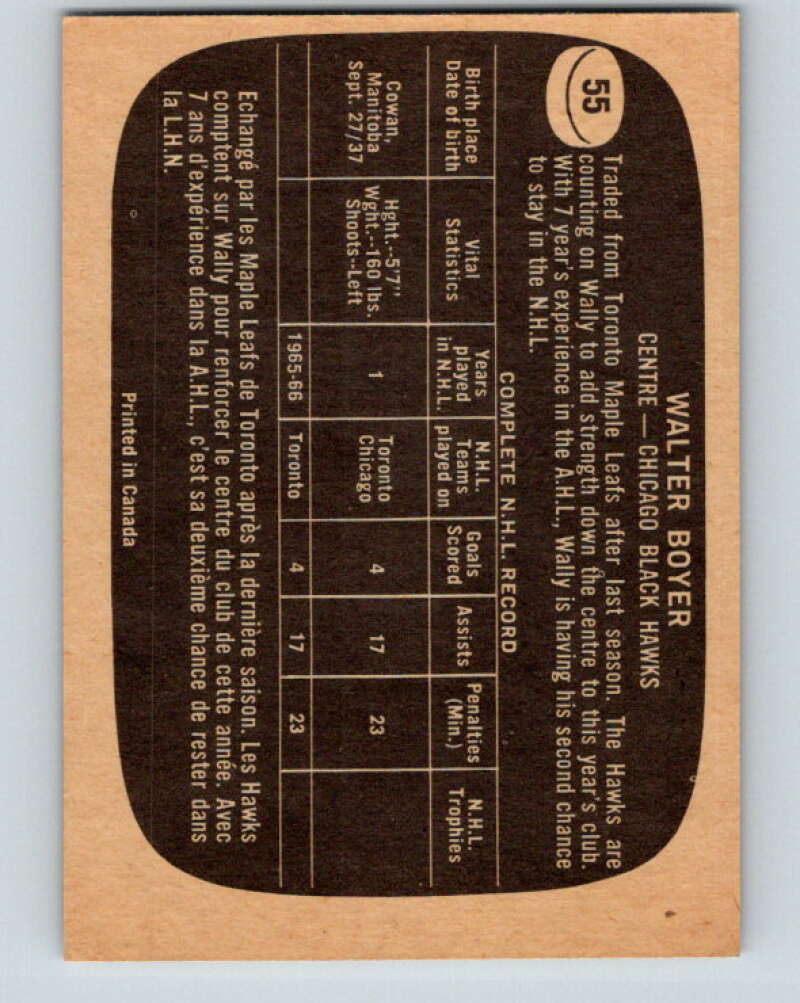 55
WALTER BOYER
CENTRE — CHICAGO BLACK HAWKS
Traded from Toronto Maple Leafs after last season. The Hawks are
counting on Wally to add strength down the centre to this year's club.
With 7 year's experience in the A.H.L., Wally is having his second chance
to stay in the N.H.L.
COMPLETE N.H.L. RECORD
Birth place Date of birth | Vital Statistics | Years played in N.H.L. | N.H.L. Teams played on | Goals Scored | Assists | Penalties (Min.) | N.H.L. Trophies
Cowan, Manitoba Sept. 27/37 | Hght.--5'7" Wght.--160 lbs. Shoots--Left | 1 | Toronto Chicago | 4 | 17 | 23
1965-66 | Toronto | 4 | 17 | 23
Echangé par les Maple Leafs de Toronto après la dernière saison. Les Hawks
comptent sur Wally pour renforcer le centre du club de cette année. Avec
7 ans d'expérience dans la A.H.L., c'est sa deuxième chance de rester dans
la L.H.N.
Printed in Canada